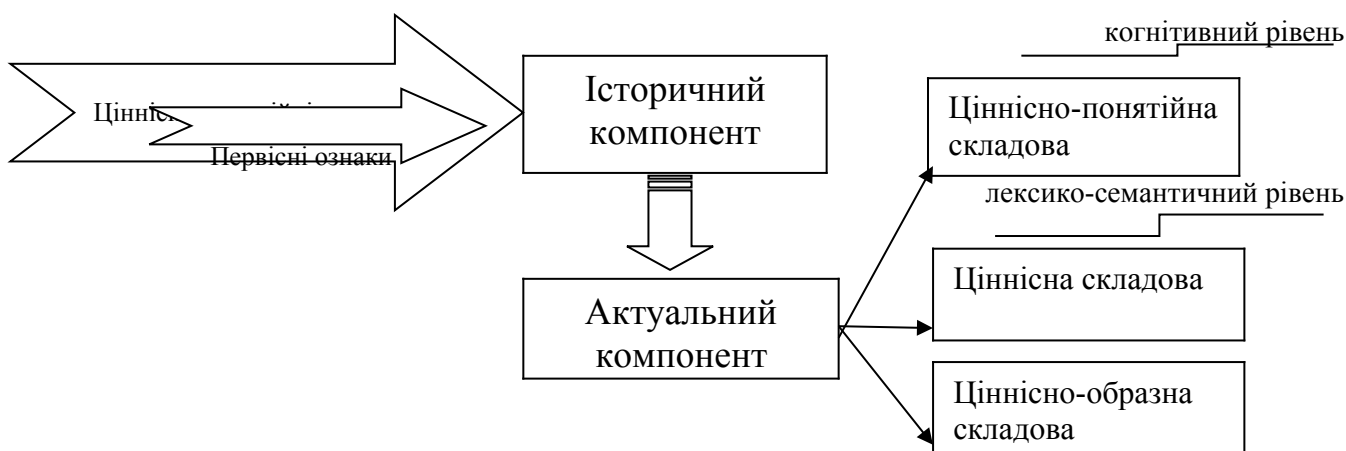 когнітивний рівень
Історичний
компонент
Первісні ознаки
Ціннісно-понятійна
складова
лексико-семантичний рівень
Ціннісна складова
Актуальний
компонент
Ціннісно-образна
складова